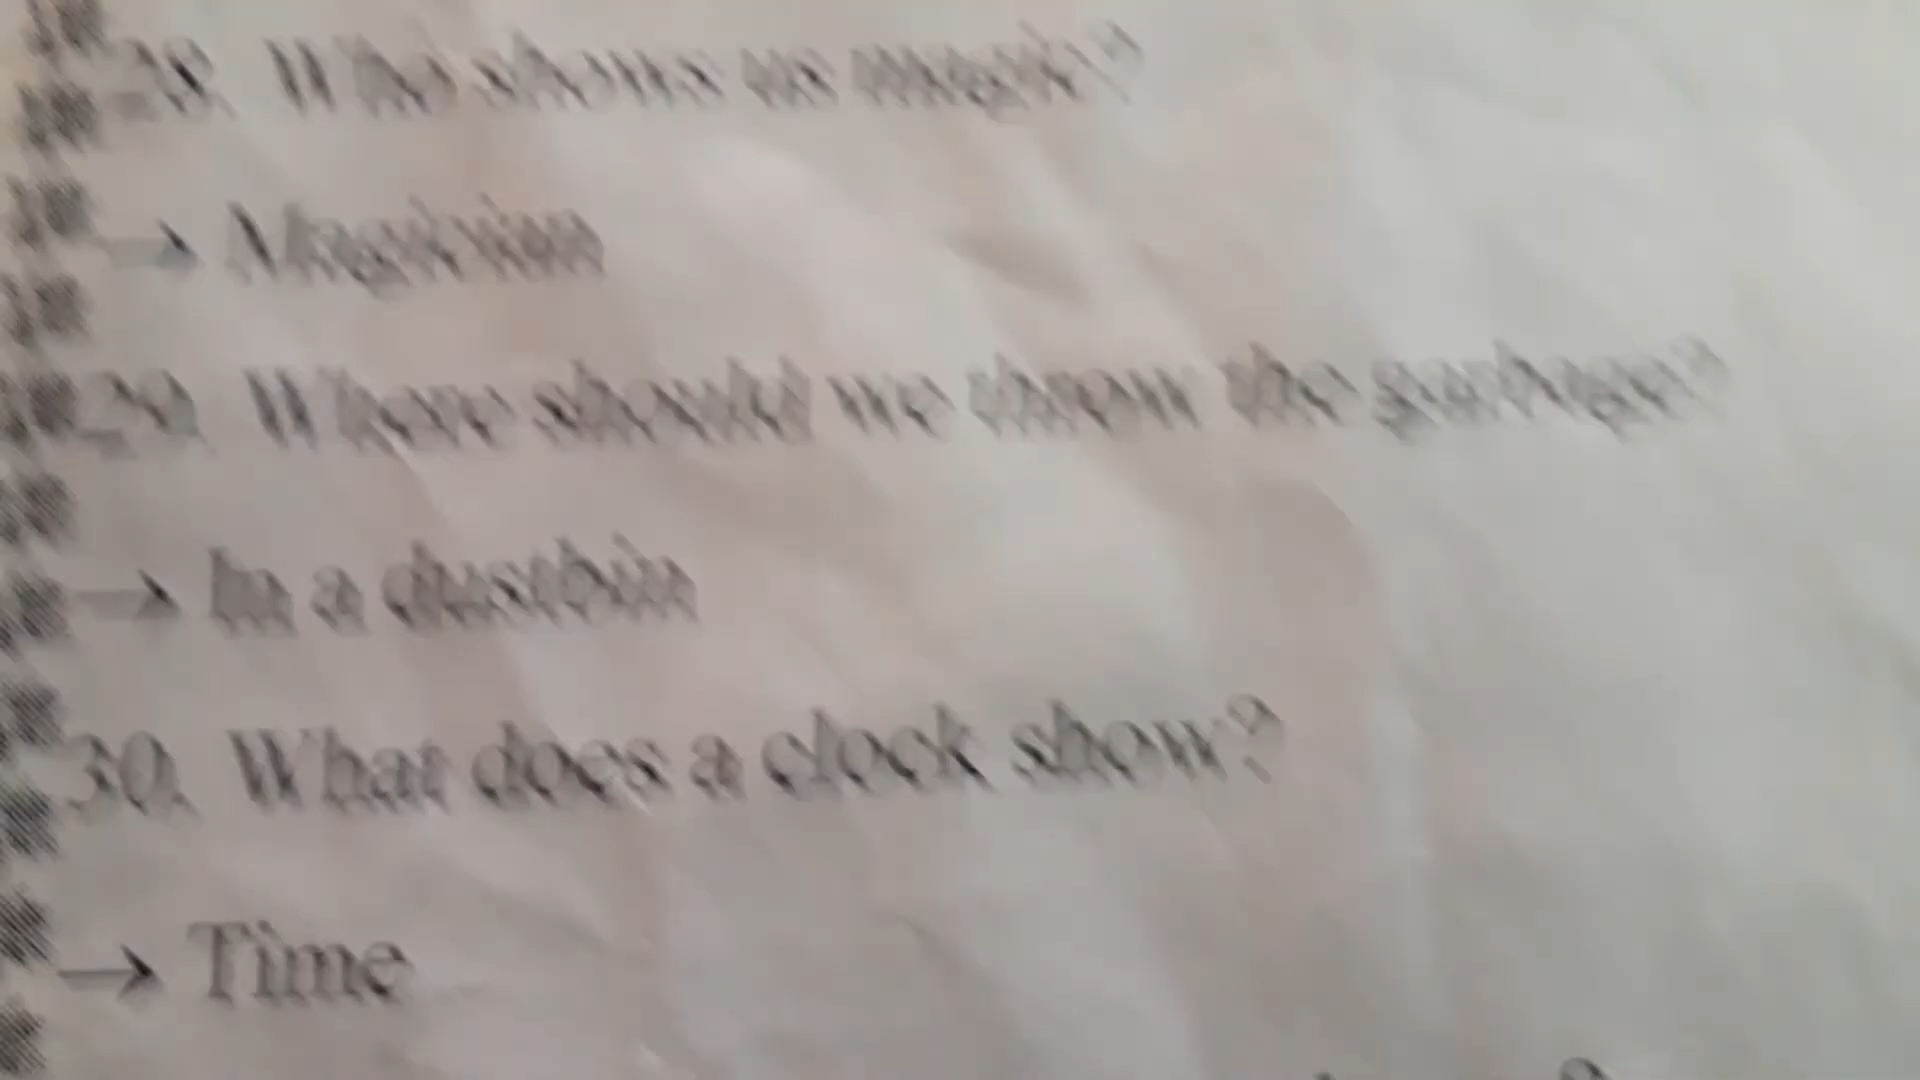 28. Who shows us magic?
→ Magician
29. Where should we throw the garbage?
→ In a dustbin
30. What does a clock show?
→ Time